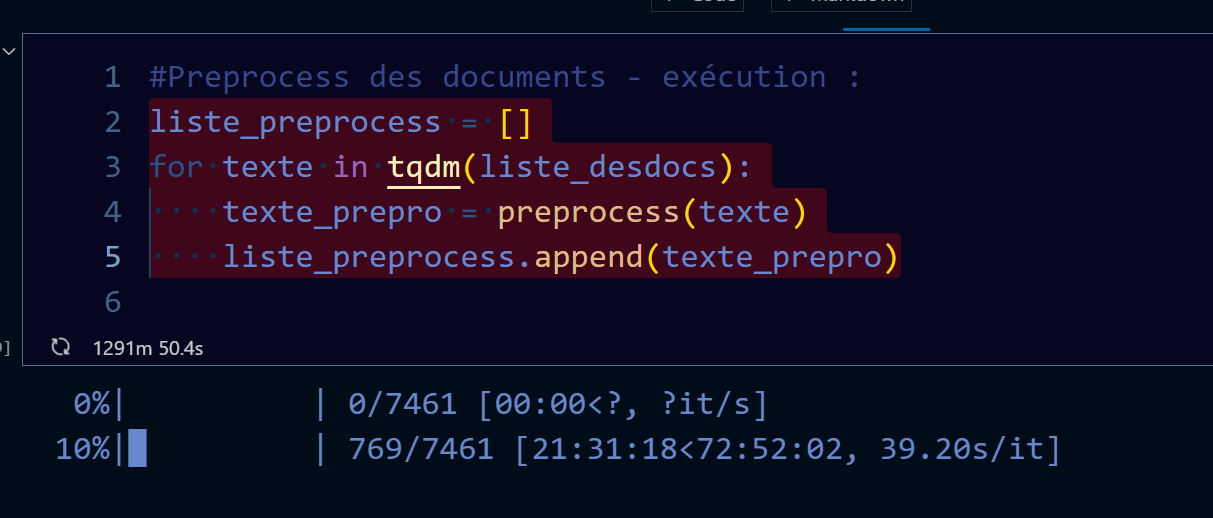 1 #Preprocess des documents - exécution :
2 liste_preprocess = []
3 for texte in tqdm(liste_desdocs):
4 texte_prepro = preprocess(texte)
5 liste_preprocess.append(texte_prepro)
6
1291m 50.4s
0%| | 0/7461 [00:00<?, ?it/s]
10%|█ | 769/7461 [21:31:18<72:52:02, 39.20s/it]